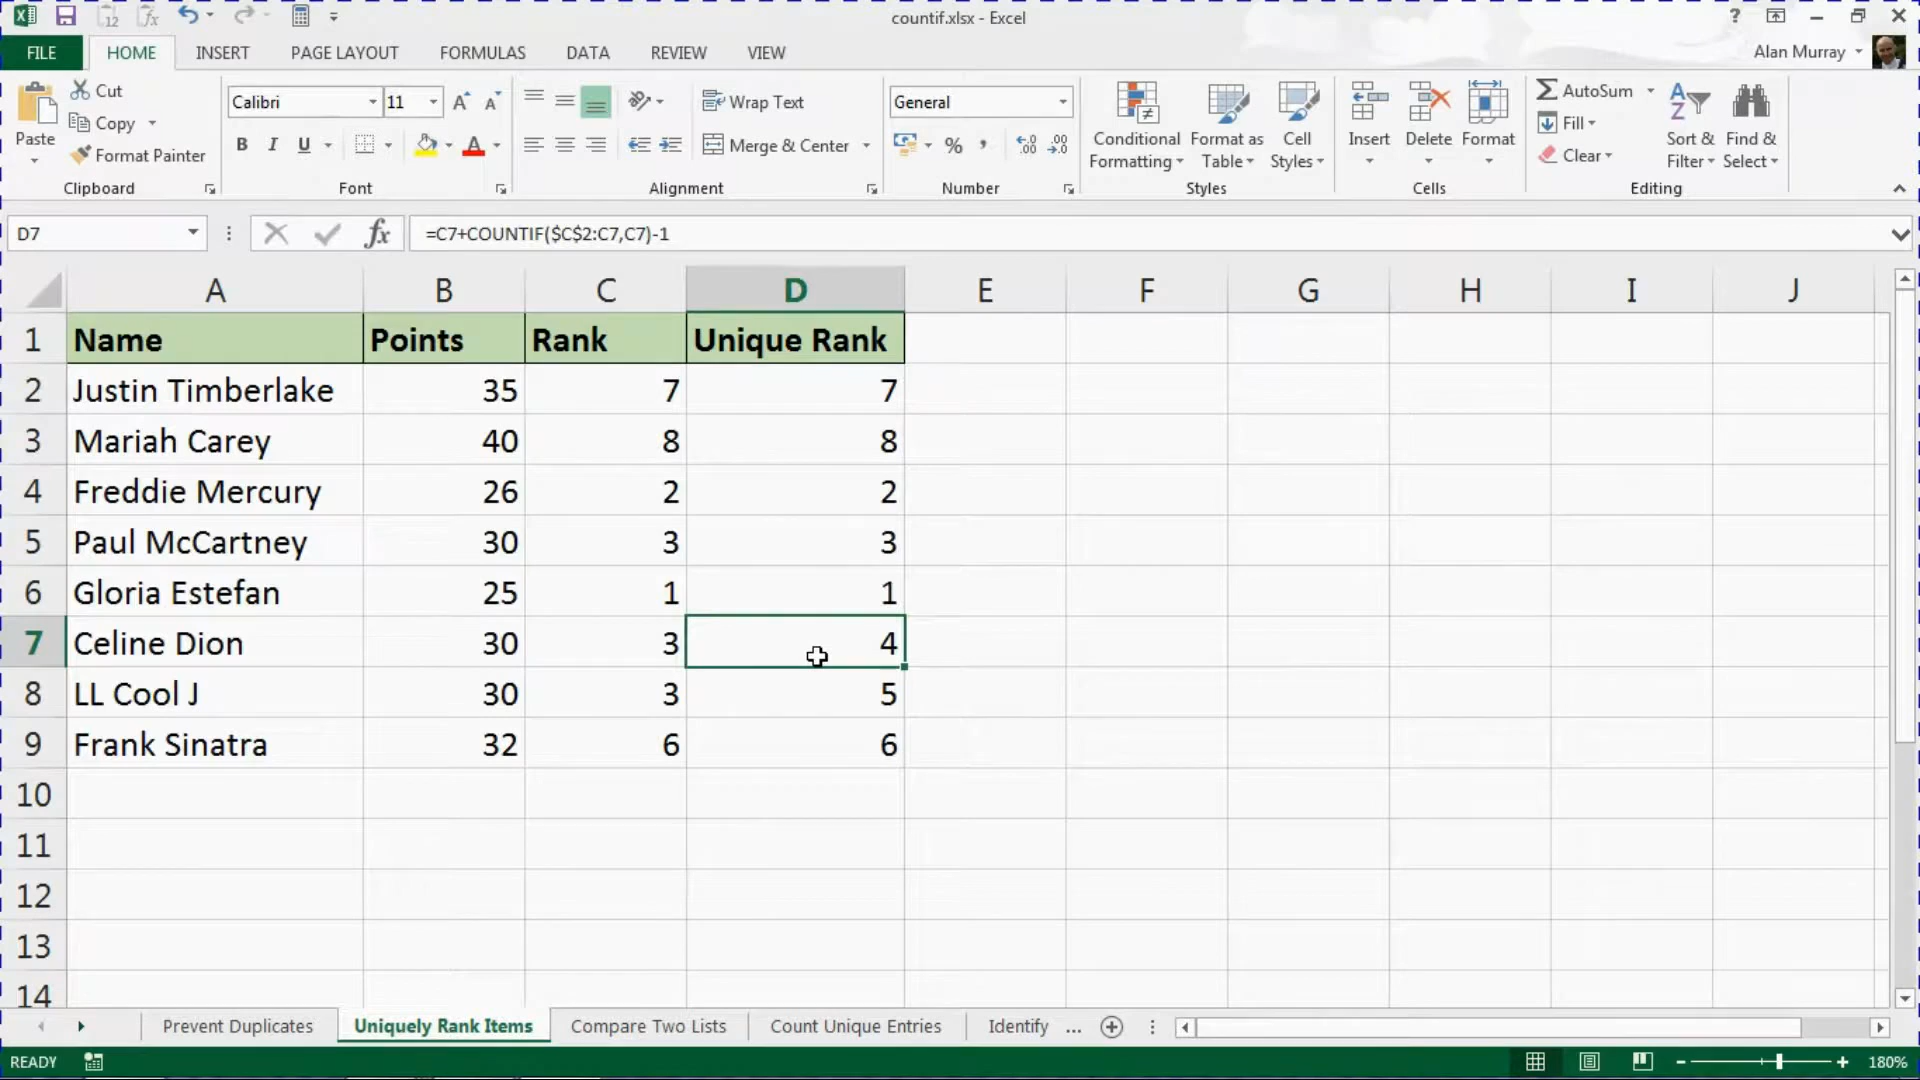 countif.xlsx - Excel
?
FILE HOME INSERT PAGE LAYOUT FORMULAS DATA REVIEW VIEW Alan Murray
Paste
Cut
Copy
Format Painter
Clipboard
Calibri 11
B I U
Font
Wrap Text
Merge & Center
Alignment
General
%
Number
Conditional Formatting
Format as Table
Cell Styles
Styles
Insert
Delete
Format
Cells
AutoSum
Fill
Clear
Sort & Filter
Find & Select
Editing
D7 fx =C7+COUNTIF($C$2:C7,C7)-1
A B C D E F G H I J
1 Name Points Rank Unique Rank
2 Justin Timberlake 35 7 7
3 Mariah Carey 40 8 8
4 Freddie Mercury 26 2 2
5 Paul McCartney 30 3 3
6 Gloria Estefan 25 1 1
7 Celine Dion 30 3 4
8 LL Cool J 30 3 5
9 Frank Sinatra 32 6 6
10
11
12
13
14
Prevent Duplicates Uniquely Rank Items Compare Two Lists Count Unique Entries Identify ...
READY 180%